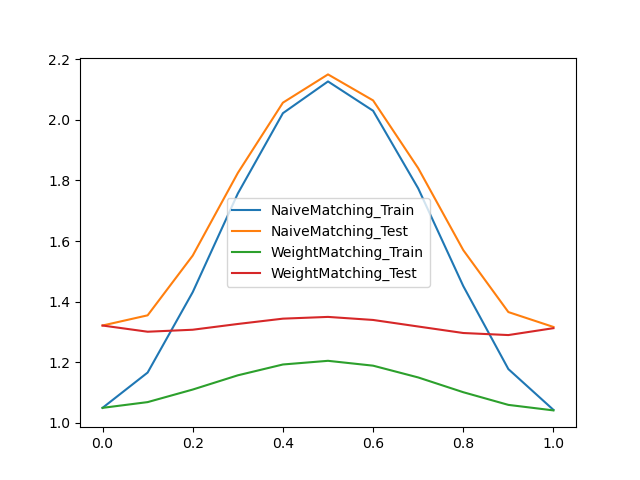 2.2
2.0
1.8
1.6
1.4
1.2
1.0
NaiveMatching_Train
NaiveMatching_Test
WeightMatching_Train
WeightMatching_Test
0.0 0.2 0.4 0.6 0.8 1.0